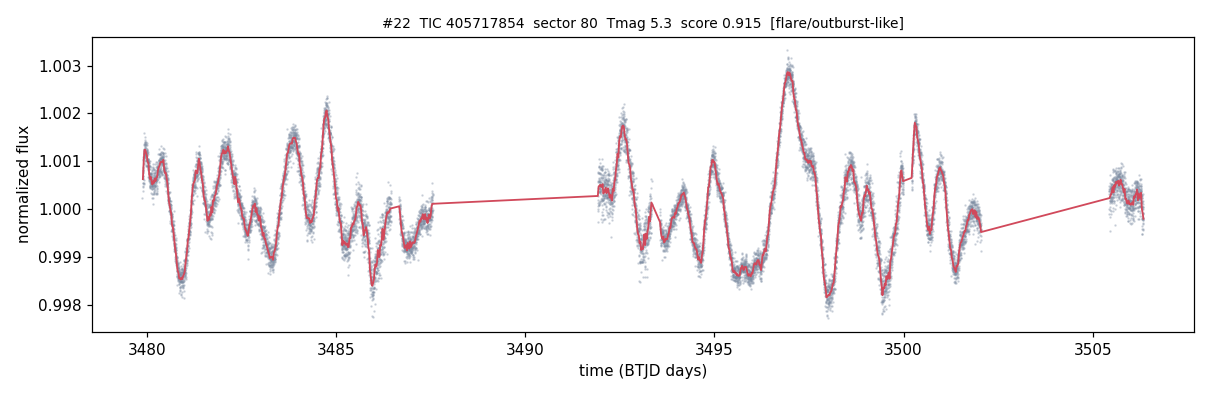 #22  TIC 405717854  sector 80  Tmag 5.3  score 0.915  [flare/outburst-like]
1.003
1.002
1.001
1.000
0.999
0.998
normalized flux
3480 3485 3490 3495 3500 3505
time (BTJD days)